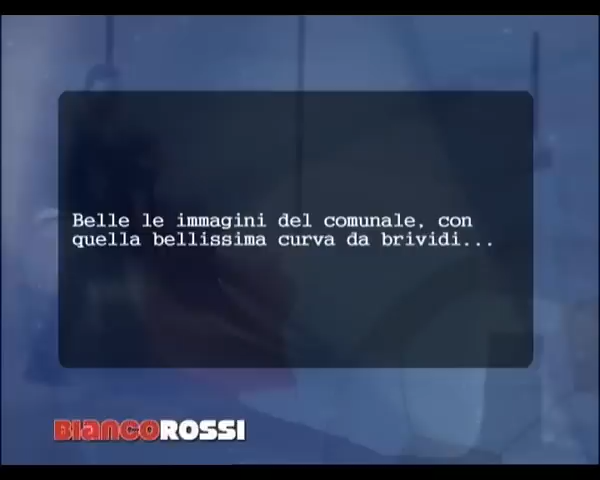 Belle le immagini del comunale, con
quella bellissima curva da brividi...
BIANCOROSSI